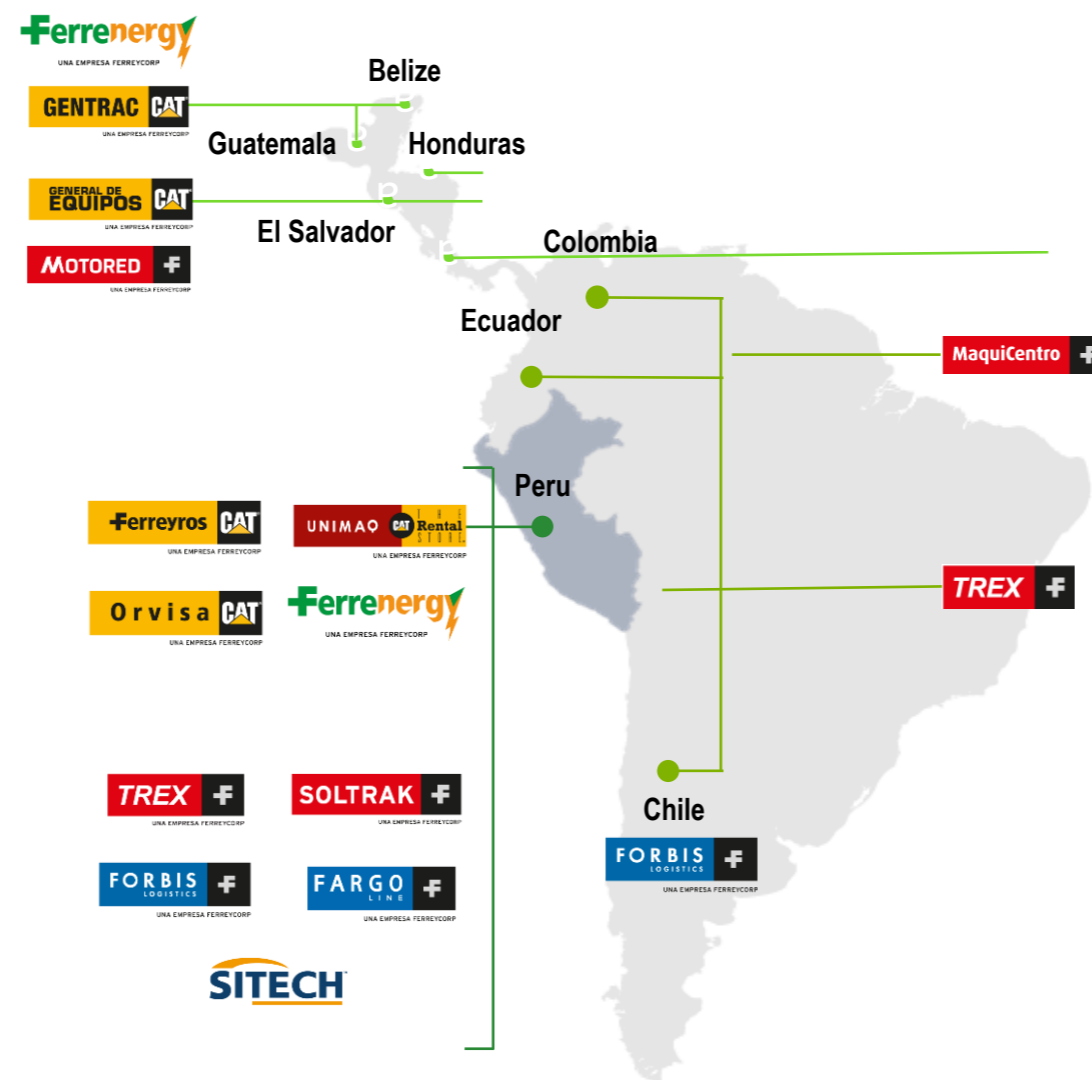 Ferrenergy
UNA EMPRESA FERREYCORP
GENTRAC CAT
UNA EMPRESA FERREYCORP
GENERAL DE
EQUIPOS CAT
UNA EMPRESA FERREYCORP
MOTORED
UNA EMPRESA FERREYCORP
Belize
Guatemala
Honduras
El Salvador
Colombia
Ecuador
MaquiCentro
Peru
Ferreyros CAT
UNA EMPRESA FERREYCORP
UNIMAQ CAT Rental
UNA EMPRESA FERREYCORP
Orvisa CAT
UNA EMPRESA FERREYCORP
Ferrenergy
UNA EMPRESA FERREYCORP
TREX
TREX
UNA EMPRESA FERREYCORP
SOLTRAK
UNA EMPRESA FERREYCORP
Chile
FORBIS
LOGISTICS
UNA EMPRESA FERREYCORP
FORBIS
LOGISTICS
UNA EMPRESA FERREYCORP
FARGO
LINE
UNA EMPRESA FERREYCORP
SITECH